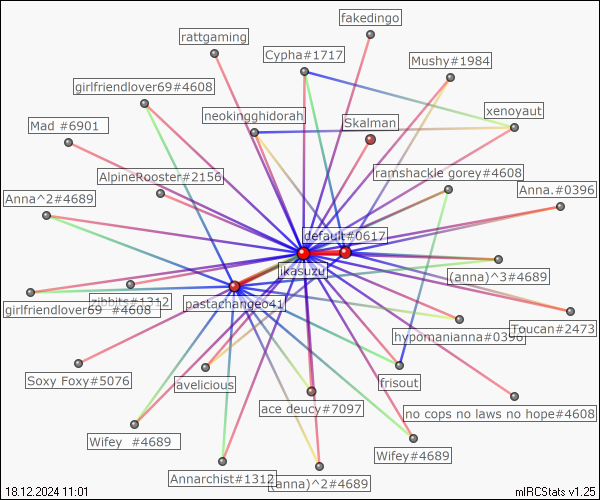 fakedingo
rattgaming
Cypha#1717
Mushy#1984
girlfriendlover69#4608
neokingghidorah
xenoyaut
Mad #6901
Skalman
AlpineRooster#2156
ramshackle gorey#4608
Anna^2#4689
Anna.#0396
default#0617
ikasuzu
(anna)^3#4689
zibbits#1312
girlfriendlover69 #4608
pastachangeo41
Toucan#2473
hypomanianna#0396
Soxy Foxy#5076
avelicious
frisout
ace deucy#7097
no cops no laws no hope#4608
Wifey #4689
Wifey#4689
Annarchist#1312
(anna)^2#4689
18.12.2024 11:01
mIRCStats v1.25